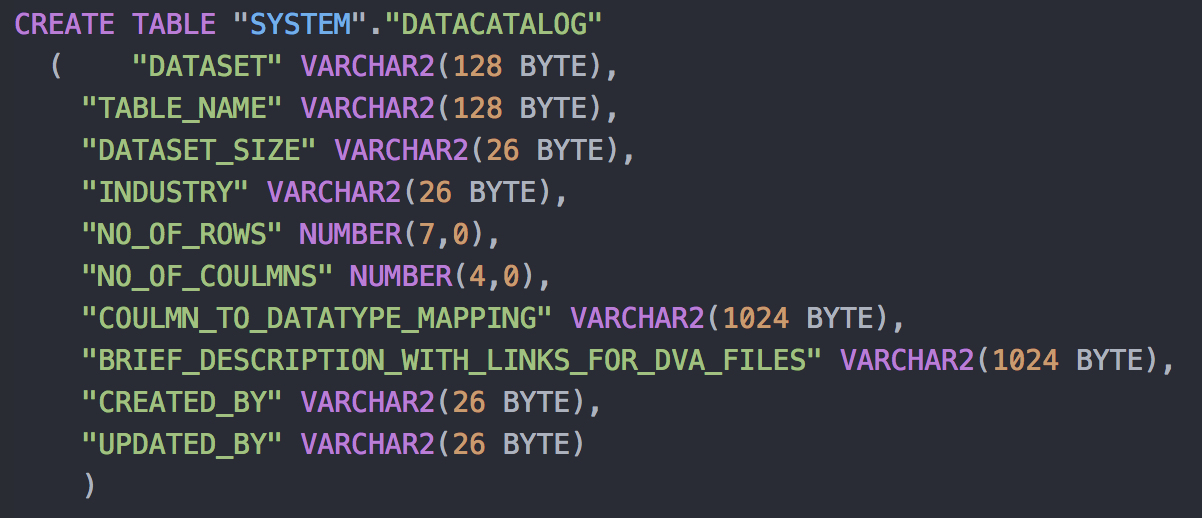 CREATE TABLE "SYSTEM"."DATACATALOG"
( "DATASET" VARCHAR2(128 BYTE),
"TABLE_NAME" VARCHAR2(128 BYTE),
"DATASET_SIZE" VARCHAR2(26 BYTE),
"INDUSTRY" VARCHAR2(26 BYTE),
"NO_OF_ROWS" NUMBER(7,0),
"NO_OF_COULMNS" NUMBER(4,0),
"COULMN_TO_DATATYPE_MAPPING" VARCHAR2(1024 BYTE),
"BRIEF_DESCRIPTION_WITH_LINKS_FOR_DVA_FILES" VARCHAR2(1024 BYTE),
"CREATED_BY" VARCHAR2(26 BYTE),
"UPDATED_BY" VARCHAR2(26 BYTE)
)